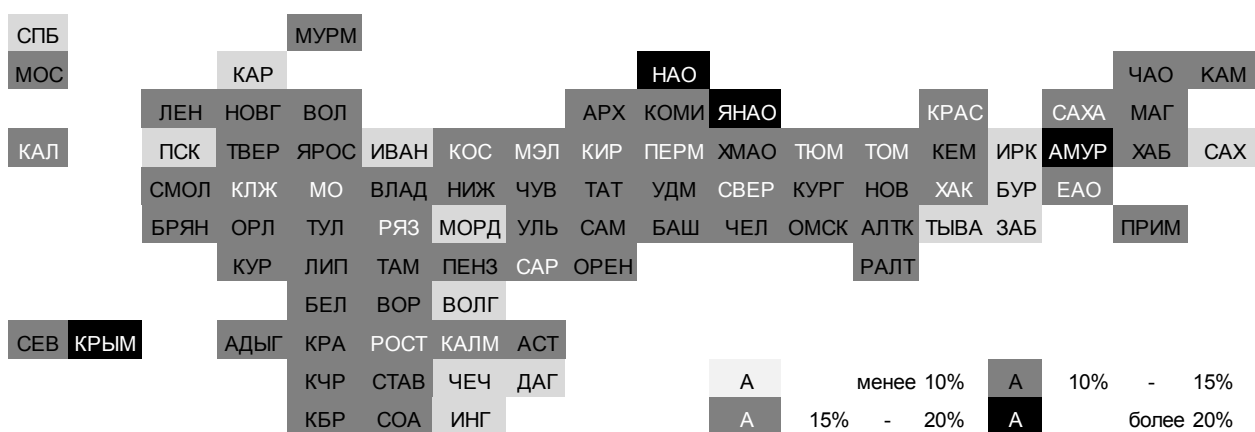 СПБ МУРМ
МОС КАР НАО ЧАО КАМ
ЛЕН НОВГ ВОЛ АРХ КОМИ ЯНАО КРАС САХА МАГ
КАЛ ПСК ТВЕР ЯРОС ИВАН КОС МЭЛ КИР ПЕРМ ХМАО ТЮМ ТОМ КЕМ ИРК АМУР ХАБ САХ
СМОЛ КЛЖ МО ВЛАД НИЖ ЧУВ ТАТ УДМ СВЕР КУРГ НОВ ХАК БУР ЕАО
БРЯН ОРЛ ТУЛ РЯЗ МОРД УЛЬ САМ БАШ ЧЕЛ ОМСК АЛТК ТЫВА ЗАБ ПРИМ
КУР ЛИП ТАМ ПЕНЗ САР ОРЕН РАЛТ
БЕЛ ВОР ВОЛГ
СЕВ КРЫМ АДЫГ КРА РОСТ КАЛМ АСТ
КЧР СТАВ ЧЕЧ ДАГ А менее 10% А 10% - 15%
КБР СОА ИНГ А 15% - 20% А более 20%